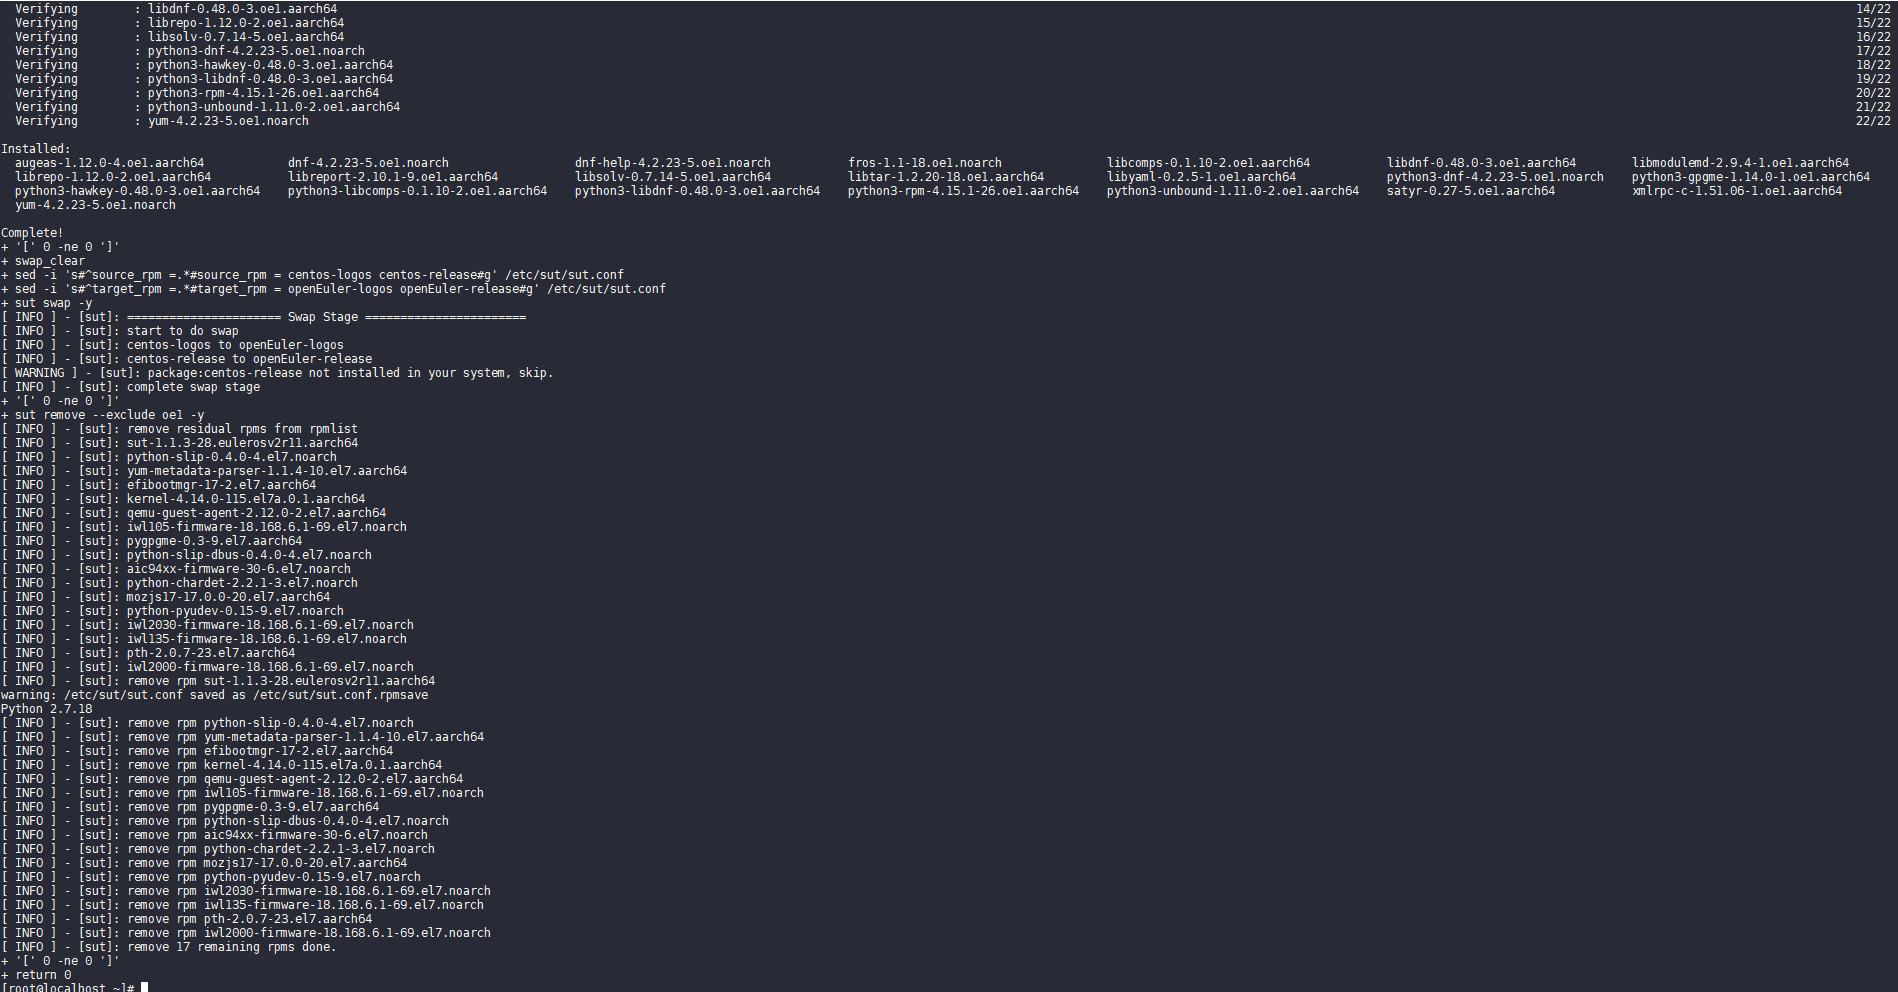 Verifying : libdnf-0.48.0-3.oe1.aarch64 14/22
Verifying : librepo-1.12.0-2.oe1.aarch64 15/22
Verifying : libsolv-0.7.14-5.oe1.aarch64 16/22
Verifying : python3-dnf-4.2.23-5.oe1.noarch 17/22
Verifying : python3-hawkey-0.48.0-3.oe1.aarch64 18/22
Verifying : python3-libdnf-0.48.0-3.oe1.aarch64 19/22
Verifying : python3-rpm-4.15.1-26.oe1.aarch64 20/22
Verifying : python3-unbound-1.11.0-2.oe1.aarch64 21/22
Verifying : yum-4.2.23-5.oe1.noarch 22/22
Installed:
augeas-1.12.0-4.oe1.aarch64 dnf-4.2.23-5.oe1.noarch dnf-help-4.2.23-5.oe1.noarch fros-1.1-18.oe1.noarch libcomps-0.1.10-2.oe1.aarch64 libdnf-0.48.0-3.oe1.aarch64 libmodulemd-2.9.4-1.oe1.aarch64
librepo-1.12.0-2.oe1.aarch64 libreport-2.10.1-9.oe1.aarch64 libsolv-0.7.14-5.oe1.aarch64 libtar-1.2.20-18.oe1.aarch64 libyaml-0.2.5-1.oe1.aarch64 python3-dnf-4.2.23-5.oe1.noarch python3-gpgme-1.14.0-1.oe1.aarch64
python3-hawkey-0.48.0-3.oe1.aarch64 python3-libcomps-0.1.10-2.oe1.aarch64 python3-libdnf-0.48.0-3.oe1.aarch64 python3-rpm-4.15.1-26.oe1.aarch64 python3-unbound-1.11.0-2.oe1.aarch64 satyr-0.27-5.oe1.aarch64 xmlrpc-c-1.51.06-1.oe1.aarch64
yum-4.2.23-5.oe1.noarch
Complete!
+ '[' 0 -ne 0 ']'
+ swap_clear
+ sed -i 's#^source_rpm =.*#source_rpm = centos-logos centos-release#g' /etc/sut/sut.conf
+ sed -i 's#^target_rpm =.*#target_rpm = openEuler-logos openEuler-release#g' /etc/sut/sut.conf
+ sut swap -y
[ INFO ] - [sut]: ====================== Swap Stage =======================
[ INFO ] - [sut]: start to do swap
[ INFO ] - [sut]: centos-logos to openEuler-logos
[ INFO ] - [sut]: centos-release to openEuler-release
[ WARNING ] - [sut]: package:centos-release not installed in your system, skip.
[ INFO ] - [sut]: complete swap stage
+ '[' 0 -ne 0 ']'
+ sut remove --exclude oe1 -y
[ INFO ] - [sut]: remove residual rpms from rpmlist
[ INFO ] - [sut]: sut-1.1.3-28.eulerosv2r11.aarch64
[ INFO ] - [sut]: python-slip-0.4.0-4.el7.noarch
[ INFO ] - [sut]: yum-metadata-parser-1.1.4-10.el7.aarch64
[ INFO ] - [sut]: efibootmgr-17-2.el7.aarch64
[ INFO ] - [sut]: kernel-4.14.0-115.el7a.0.1.aarch64
[ INFO ] - [sut]: qemu-guest-agent-2.12.0-2.el7.aarch64
[ INFO ] - [sut]: iwl105-firmware-18.168.6.1-69.el7.noarch
[ INFO ] - [sut]: pygpgme-0.3-9.el7.aarch64
[ INFO ] - [sut]: python-slip-dbus-0.4.0-4.el7.noarch
[ INFO ] - [sut]: aic94xx-firmware-30-6.el7.noarch
[ INFO ] - [sut]: python-chardet-2.2.1-3.el7.noarch
[ INFO ] - [sut]: mozjs17-17.0.0-20.el7.aarch64
[ INFO ] - [sut]: python-pyudev-0.15-9.el7.noarch
[ INFO ] - [sut]: iwl2030-firmware-18.168.6.1-69.el7.noarch
[ INFO ] - [sut]: iwl135-firmware-18.168.6.1-69.el7.noarch
[ INFO ] - [sut]: pth-2.0.7-23.el7.aarch64
[ INFO ] - [sut]: iwl2000-firmware-18.168.6.1-69.el7.noarch
[ INFO ] - [sut]: remove rpm sut-1.1.3-28.eulerosv2r11.aarch64
warning: /etc/sut/sut.conf saved as /etc/sut/sut.conf.rpmsave
Python 2.7.18
[ INFO ] - [sut]: remove rpm python-slip-0.4.0-4.el7.noarch
[ INFO ] - [sut]: remove rpm yum-metadata-parser-1.1.4-10.el7.aarch64
[ INFO ] - [sut]: remove rpm efibootmgr-17-2.el7.aarch64
[ INFO ] - [sut]: remove rpm kernel-4.14.0-115.el7a.0.1.aarch64
[ INFO ] - [sut]: remove rpm qemu-guest-agent-2.12.0-2.el7.aarch64
[ INFO ] - [sut]: remove rpm iwl105-firmware-18.168.6.1-69.el7.noarch
[ INFO ] - [sut]: remove rpm pygpgme-0.3-9.el7.aarch64
[ INFO ] - [sut]: remove rpm python-slip-dbus-0.4.0-4.el7.noarch
[ INFO ] - [sut]: remove rpm aic94xx-firmware-30-6.el7.noarch
[ INFO ] - [sut]: remove rpm python-chardet-2.2.1-3.el7.noarch
[ INFO ] - [sut]: remove rpm mozjs17-17.0.0-20.el7.aarch64
[ INFO ] - [sut]: remove rpm python-pyudev-0.15-9.el7.noarch
[ INFO ] - [sut]: remove rpm iwl2030-firmware-18.168.6.1-69.el7.noarch
[ INFO ] - [sut]: remove rpm iwl135-firmware-18.168.6.1-69.el7.noarch
[ INFO ] - [sut]: remove rpm pth-2.0.7-23.el7.aarch64
[ INFO ] - [sut]: remove rpm iwl2000-firmware-18.168.6.1-69.el7.noarch
[ INFO ] - [sut]: remove 17 remaining rpms done.
+ '[' 0 -ne 0 ']'
+ return 0
[root@localhost ~]#